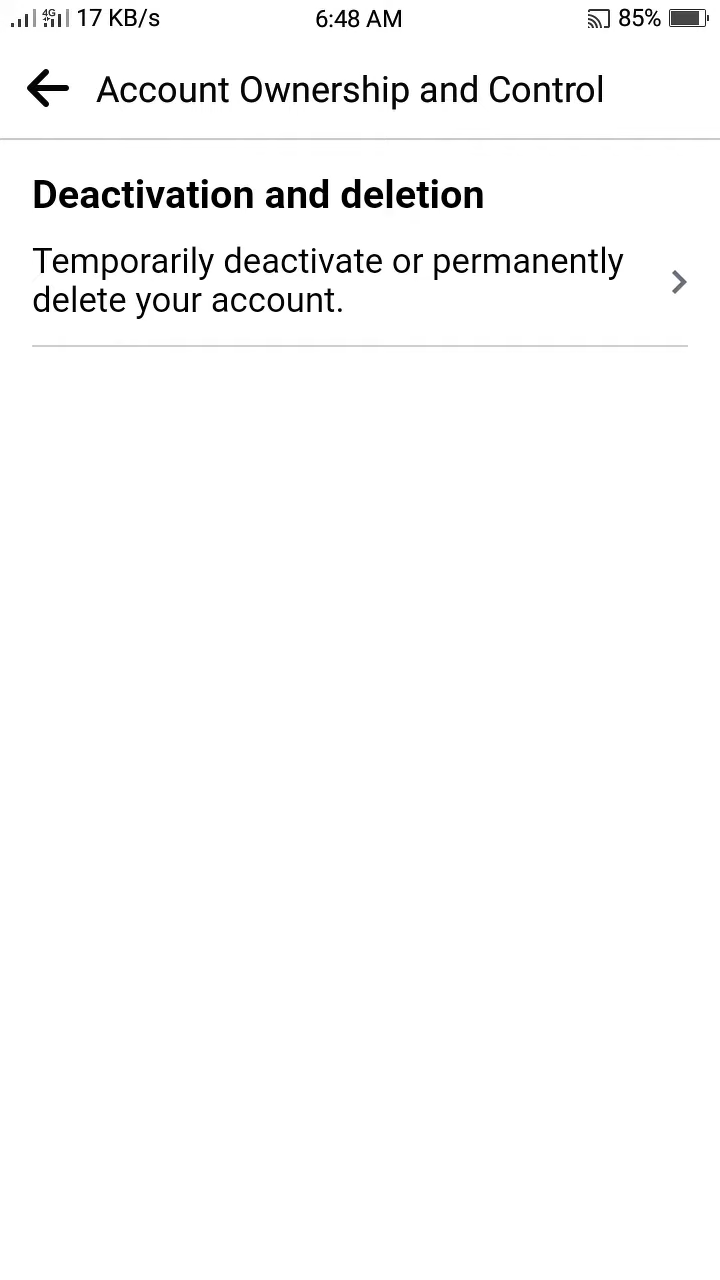 4G 17 KB/s 6:48 AM 85%
Account Ownership and Control
Deactivation and deletion
Temporarily deactivate or permanently
delete your account.